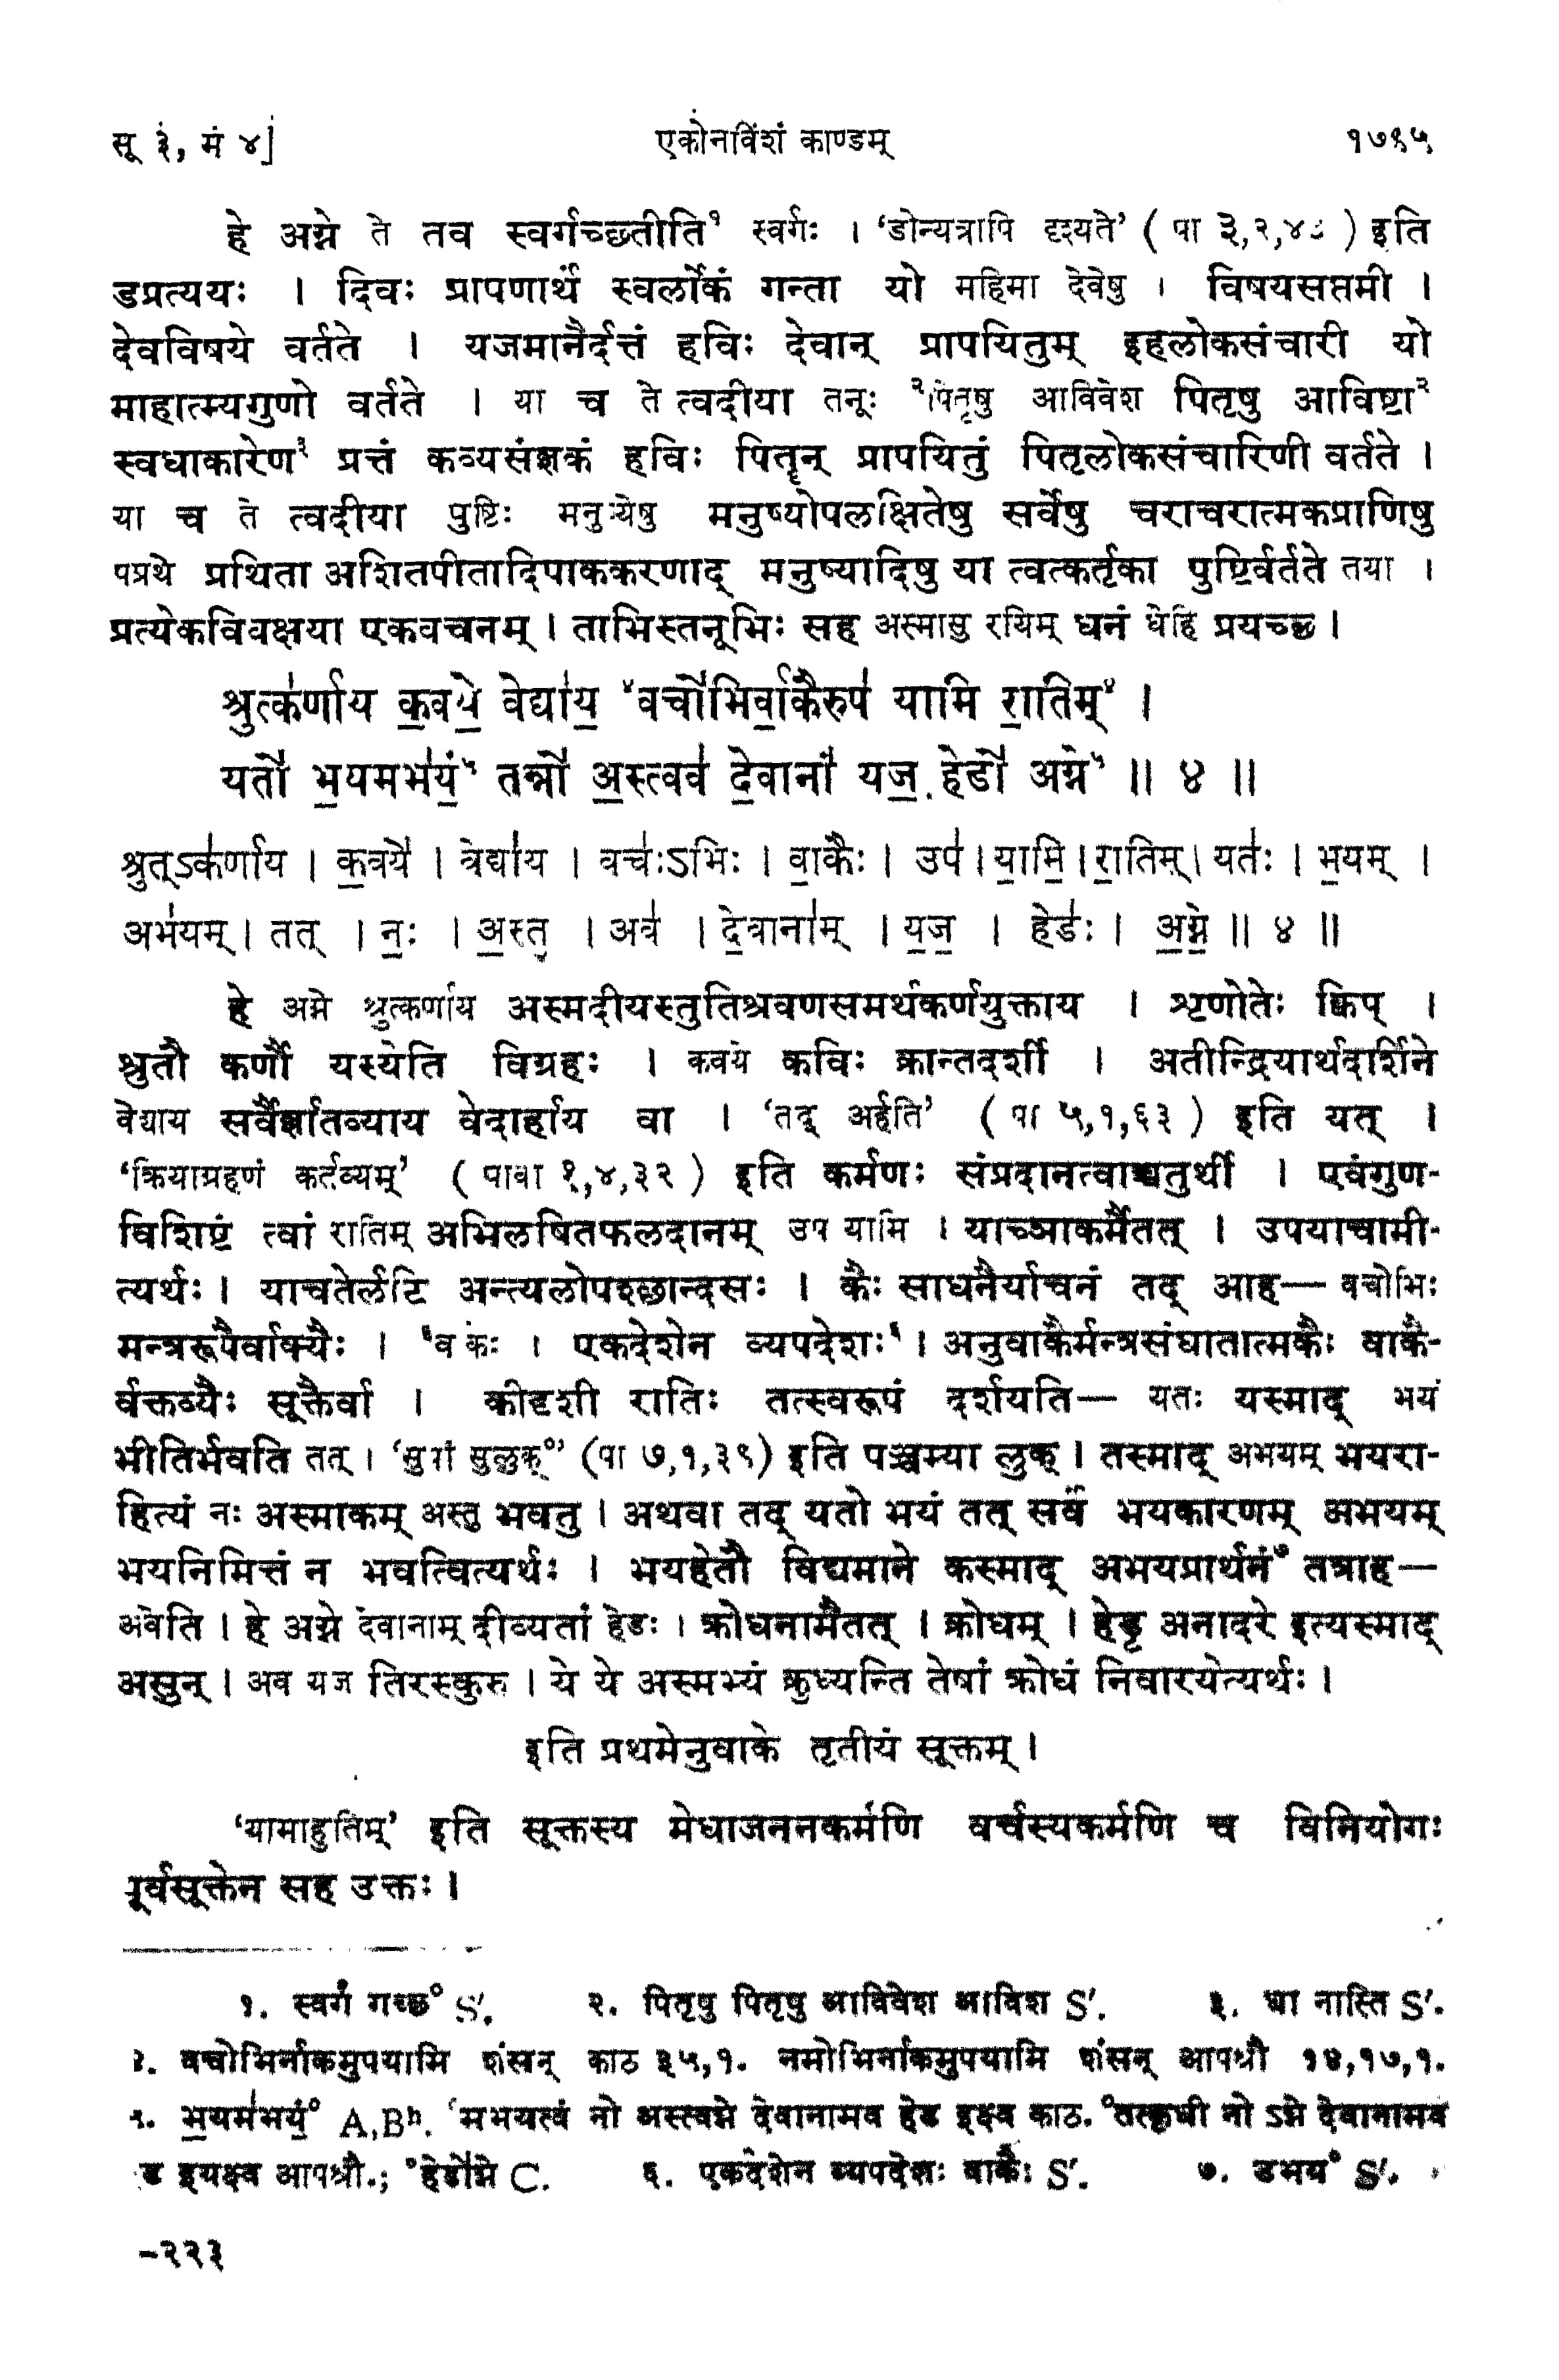 सू ३, मं ४] एकोनविंशं काण्डम् १७९५
हे अग्ने ते तव स्वर्गच्छतीति¹ स्वर्गः । 'डोन्यत्रापि दृश्यते' ( पा ३,२,४८ ) इति
डप्रत्ययः । दिवः प्रापणार्थं स्वर्लोकं गन्ता यो महिमा देवेषु । विषयसप्तमी ।
देवविषये वर्तते । यजमानैर्दत्तं हविः देवान् प्रापयितुम् इहलोकसंचारी यो
माहात्म्यगुणो वर्तते । या च ते त्वदीया तनूः ²पितृषु आविवेश पितृषु आविष्टा²
स्वधाकारेण³ प्रत्तं कव्यसंज्ञकं हविः पितॄन् प्रापयितुं पितृलोकसंचारिणी वर्तते ।
या च ते त्वदीया पुष्टिः मनुष्येषु मनुष्योपलक्षितेषु सर्वेषु चराचरात्मकप्राणिषु
पप्रथे प्रथिता अशितपीतादिपाककरणाद् मनुष्यादिषु या त्वत्कर्तृका पुष्टिर्वर्तते तया ।
प्रत्येकविवक्षया एकवचनम् । ताभिस्तनूभिः सह अस्मासु रयिम् धनं धेहि प्रयच्छ ।
श्रुत्क॑र्णाय क॒वये॒ वेद्या॑य॒ ⁴वचो॑भिर्वा॒कैरुप॑ यामि रा॒तिम्⁴ ।
यतो॑ भ॒यमभ॑यं॒⁵ तन्नो॑ अ॒स्त्वव॑ दे॒वानां॑ यज॒ हेडो॑ अग्ने⁵ ॥ ४ ॥
श्रुत्ऽक॑र्णाय । क॒वये॑ । वेद्या॑य । वचः॑ऽभिः । वा॒कैः । उप॑ । या॒मि॒ । रा॒तिम् । यतः॑ । भ॒यम् ।
अभ॑यम् । तत् । नः॒ । अ॒स्तु॒ । अव॑ । दे॒वाना॑म् । य॒ज॒ । हेडः॑ । अ॒ग्ने॒ ॥ ४ ॥
हे अग्ने श्रुत्कर्णाय अस्मदीयस्तुतिश्रवणसमर्थकर्णयुक्ताय । शृणोतेः क्विप् ।
श्रुतौ कर्णौ यस्येति विग्रहः । कवये कविः क्रान्तदर्शी । अतीन्द्रियार्थदर्शिने
वेद्याय सर्वैर्ज्ञातव्याय वेदार्हाय वा । 'तद् अर्हति' ( पा ५,१,६३ ) इति यत् ।
'क्रियाग्रहणं कर्तव्यम्' ( पावा १,४,३२ ) इति कर्मणः संप्रदानत्वाच्चतुर्थी । एवंगुण-
विशिष्टं त्वां रातिम् अभिलषितफलदानम् उप यामि । याच्ञाकर्मैतत् । उपयाचामी-
त्यर्थः । याचतेर्लटि अन्त्यलोपश्छान्दसः । कैः साधनैर्याचनं तद् आह— वचोभिः
मन्त्ररूपैर्वाक्यैः । ⁶वाकैः । एकदेशेन व्यपदेशः⁶ । अनुवाकैर्मन्त्रसंघातात्मकैः वाकै-
र्वक्तव्यैः सूक्तैर्वा । कीदृशी रातिः तत्स्वरूपं दर्शयति— यतः यस्माद् भयं
भीतिर्भवति तत् । 'सुपां सुलुक्°' (पा ७,१,३९) इति पञ्चम्या लुक् । तस्माद् अभयम् भयरा-
हित्यं नः अस्माकम् अस्तु भवतु । अथवा तद् यतो भयं तत् सर्वं भयकारणम् अभयम्
भयनिमित्तं न भवत्वित्यर्थः । भयहेतौ विद्यमाने कस्माद् अभयप्रार्थनं⁷ तत्राह—
अवेति । हे अग्ने देवानाम् दीव्यतां हेडः । क्रोधनामैतत् । क्रोधम् । हेडृ अनादरे इत्यस्माद्
असुन् । अव यज तिरस्कुरु । ये ये अस्मभ्यं क्रुध्यन्ति तेषां क्रोधं निवारयेत्यर्थः ।
इति प्रथमेनुवाके तृतीयं सूक्तम् ।
'यामाहुतिम्' इति सूक्तस्य मेधाजननकर्मणि वर्चस्यकर्मणि च विनियोगः
पूर्वसूक्तेन सह उक्तः ।
१. स्वर्गं गच्छ° S'. २. पितृषु पितृषु आविवेश आविश S'. ३. धा नास्ति S'.
४. वचोभिर्नाकमुपयामि शंसन् काठ ३५,१. नमोभिर्नाकमुपयामि शंसन् आपश्रौ १४,१७,१.
५. भ॒यम॑भयं॒° A,Bʰ. °मभयत्वं नो अस्त्वग्ने देवानामव हेड इक्ष्व काठ. °तत्कृधी नो ऽग्ने देवानामव
हेड इयक्ष्व आपश्रौ.; °हेडो॑ग्ने C. ६. एकदेशेन व्यपदेशः वाकैः S'. ७. उभय° S'.
-२२३